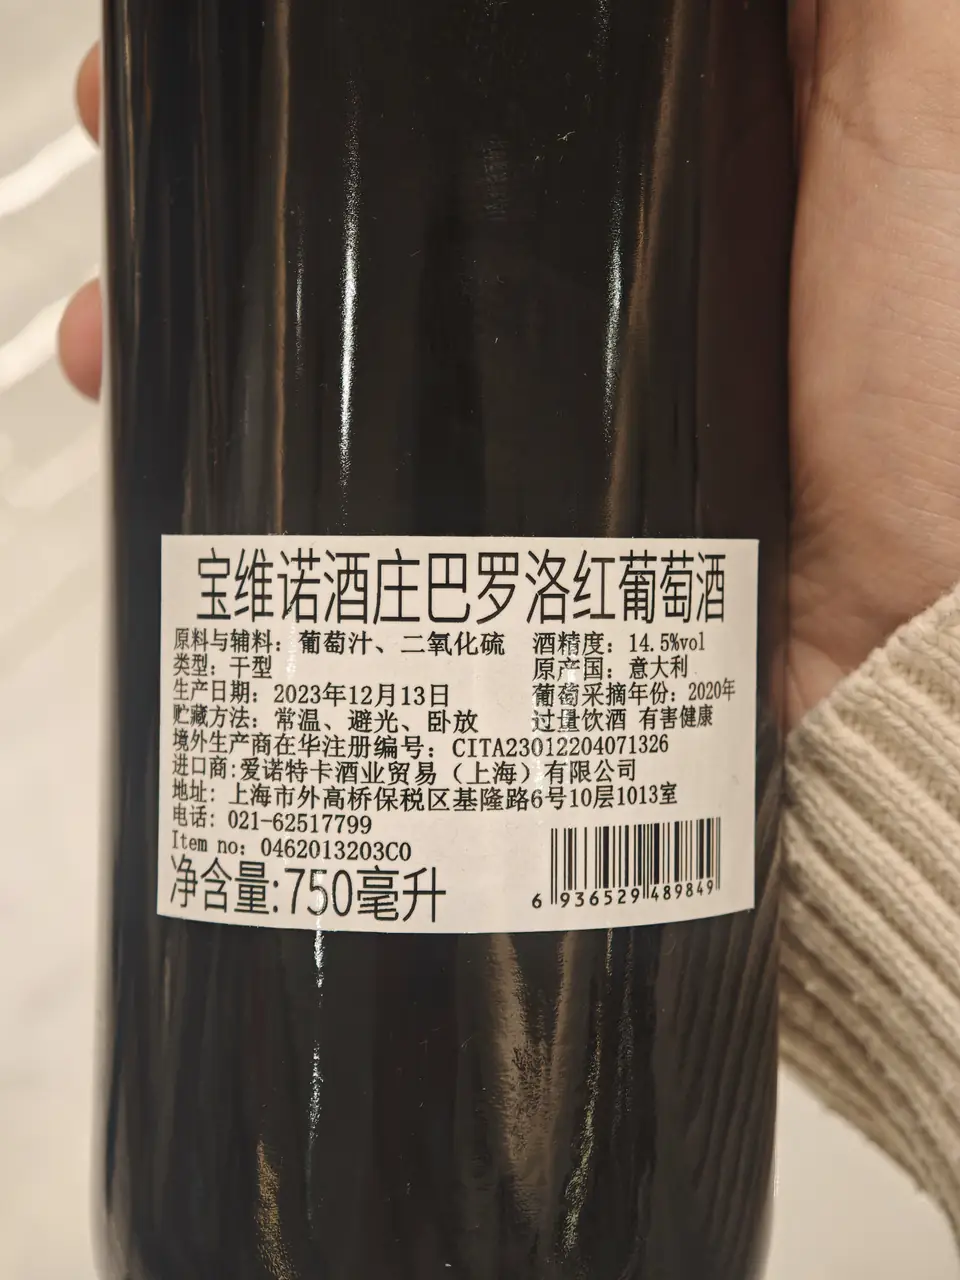 宝维诺酒庄巴罗洛红葡萄酒
原料与辅料：葡萄汁、二氧化硫 酒精度：14.5%vol
类型：干型 原产国：意大利
生产日期：2023年12月13日 葡萄采摘年份：2020年
贮藏方法：常温、避光、卧放 过量饮酒 有害健康
境外生产商在华注册编号：CITA23012204071326
进口商:爱诺特卡酒业贸易（上海）有限公司
地址：上海市外高桥保税区基隆路6号10层1013室
电话：021-62517799
Item no：0462013203C0
净含量:750毫升
6 936529 489849